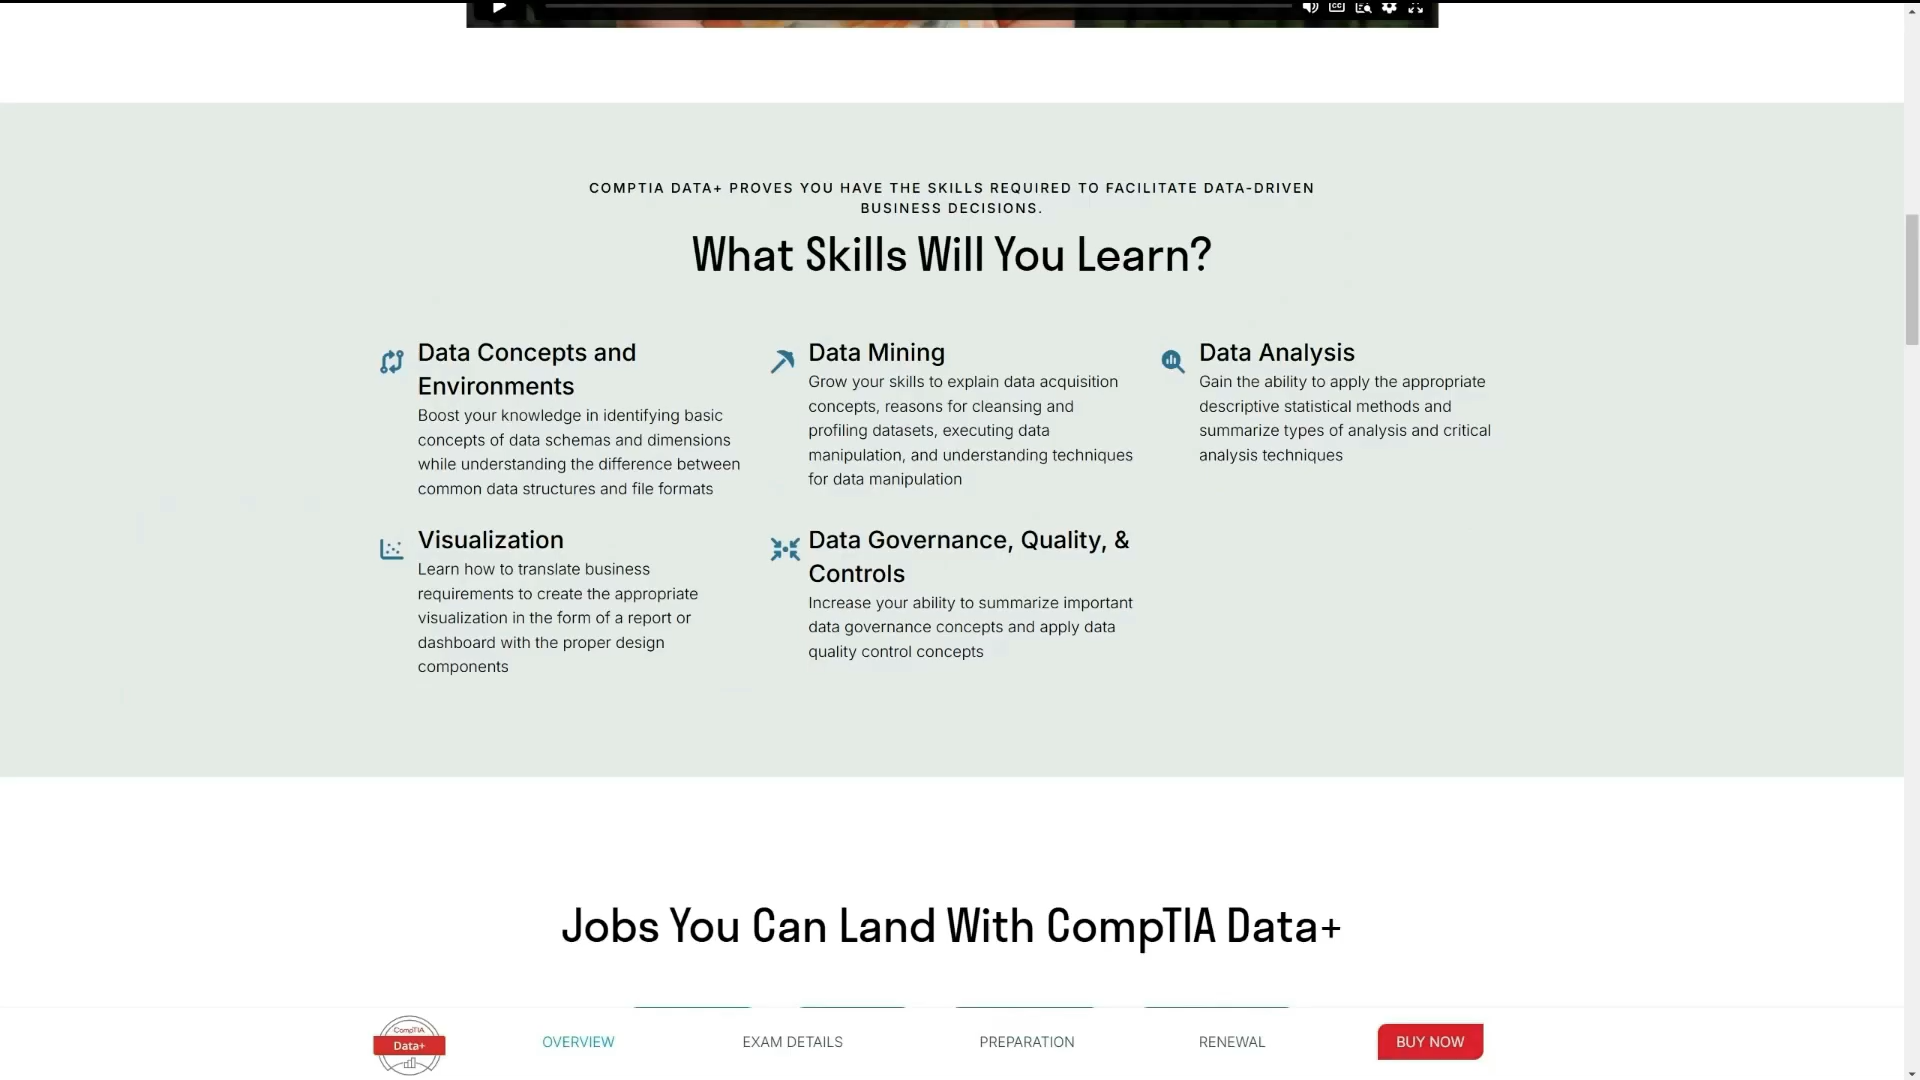 COMPTIA DATA+ PROVES YOU HAVE THE SKILLS REQUIRED TO FACILITATE DATA-DRIVEN
BUSINESS DECISIONS.
What Skills Will You Learn?
Data Concepts and
Environments
Boost your knowledge in identifying basic
concepts of data schemas and dimensions
while understanding the difference between
common data structures and file formats
Data Mining
Grow your skills to explain data acquisition
concepts, reasons for cleansing and
profiling datasets, executing data
manipulation, and understanding techniques
for data manipulation
Data Analysis
Gain the ability to apply the appropriate
descriptive statistical methods and
summarize types of analysis and critical
analysis techniques
Visualization
Learn how to translate business
requirements to create the appropriate
visualization in the form of a report or
dashboard with the proper design
components
Data Governance, Quality, &
Controls
Increase your ability to summarize important
data governance concepts and apply data
quality control concepts
Jobs You Can Land With CompTIA Data+
CompTIA
Data+
OVERVIEW
EXAM DETAILS
PREPARATION
RENEWAL
BUY NOW